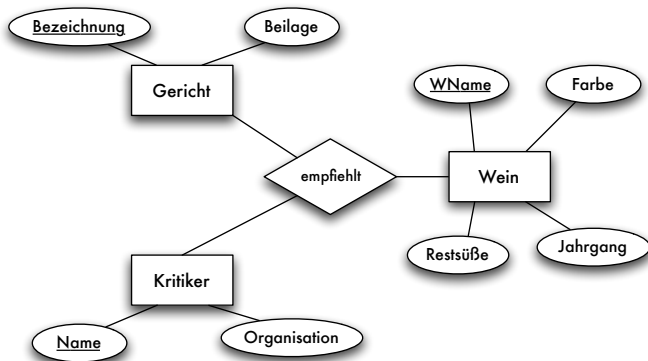 Bezeichnung
Beilage
Gericht
WName
Farbe
empfiehlt
Wein
Restsüße
Jahrgang
Kritiker
Name
Organisation